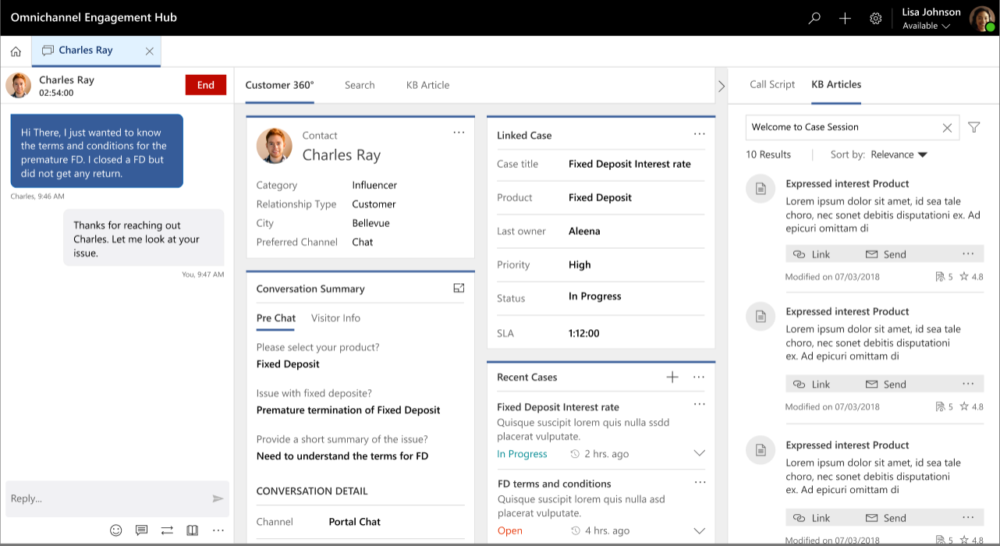 Omnichannel Engagement Hub
Lisa Johnson
Available
Charles Ray
Charles Ray
02:54:00
End
Hi There, I just wanted to know
the terms and conditions for the
premature FD. I closed a FD but
did not get any return.
Charles, 9:46 AM
Thanks for reaching out
Charles. Let me look at your
issue.
You, 9:47 AM
Reply...
Customer 360° Search KB Article
Contact
Charles Ray
Category Influencer
Relationship Type Customer
City Bellevue
Preferred Channel Chat
Conversation Summary
Pre Chat Visitor Info
Please select your product?
Fixed Deposit
Issue with fixed deposite?
Premature termination of Fixed Deposit
Provide a short summary of the issue?
Need to understand the terms for FD
CONVERSATION DETAIL
Channel Portal Chat
Linked Case
Case title Fixed Deposit Interest rate
Product Fixed Deposit
Last owner Aleena
Priority High
Status In Progress
SLA 1:12:00
Recent Cases
Fixed Deposit Interest rate
Quisque suscipit lorem quis nulla ssdd
placerat vulputate.
In Progress 2 hrs. ago
FD terms and conditions
Quisque suscipit lorem quis nulla asd
placerat vulputate.
Open 4 hrs. ago
Call Script KB Articles
Welcome to Case Session
10 Results Sort by: Relevance
Expressed interest Product
Lorem ipsum dolor sit amet, id sea tale
choro, nec sonet debitis disputationi ex. Ad
epicuri omittam di
Link Send
Modified on 07/03/2018 5 4.8
Expressed interest Product
Lorem ipsum dolor sit amet, id sea tale
choro, nec sonet debitis disputationi
ex. Ad epicuri omittam di
Link Send
Modified on 07/03/2018 5 4.8
Expressed interest Product
Lorem ipsum dolor sit amet, id sea tale
choro, nec sonet debitis disputationi
ex. Ad epicuri omittam di
Link Send
Modified on 07/03/2018 5 4.8